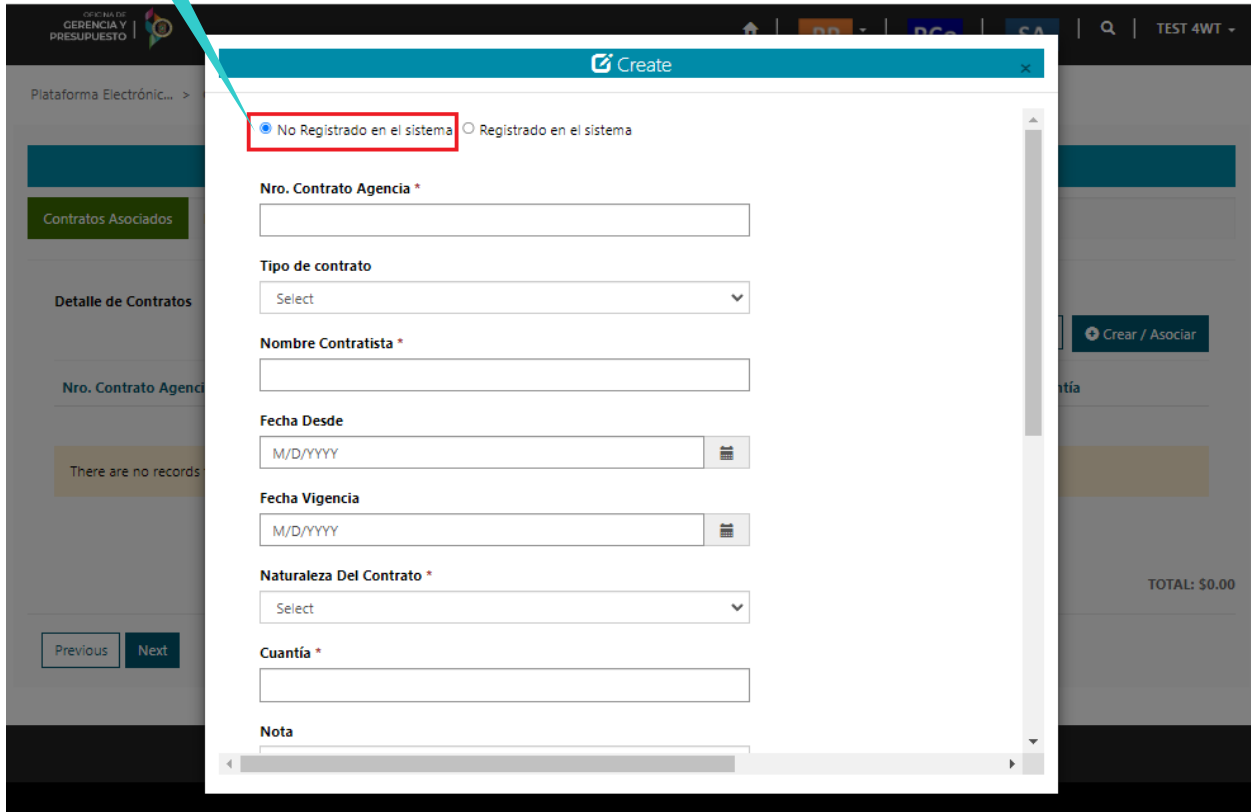 OFICINA DE
GERENCIA Y
PRESUPUESTO
TEST 4WT
Create
×
Plataforma Electrónic... >
No Registrado en el sistema
Registrado en el sistema
Nro. Contrato Agencia *
Contratos Asociados
Tipo de contrato
Select
Detalle de Contratos
Crear / Asociar
Nombre Contratista *
Nro. Contrato Agenci
ntía
Fecha Desde
M/D/YYYY
There are no records
Fecha Vigencia
M/D/YYYY
Naturaleza Del Contrato *
TOTAL: $0.00
Select
Previous
Next
Cuantía *
Nota